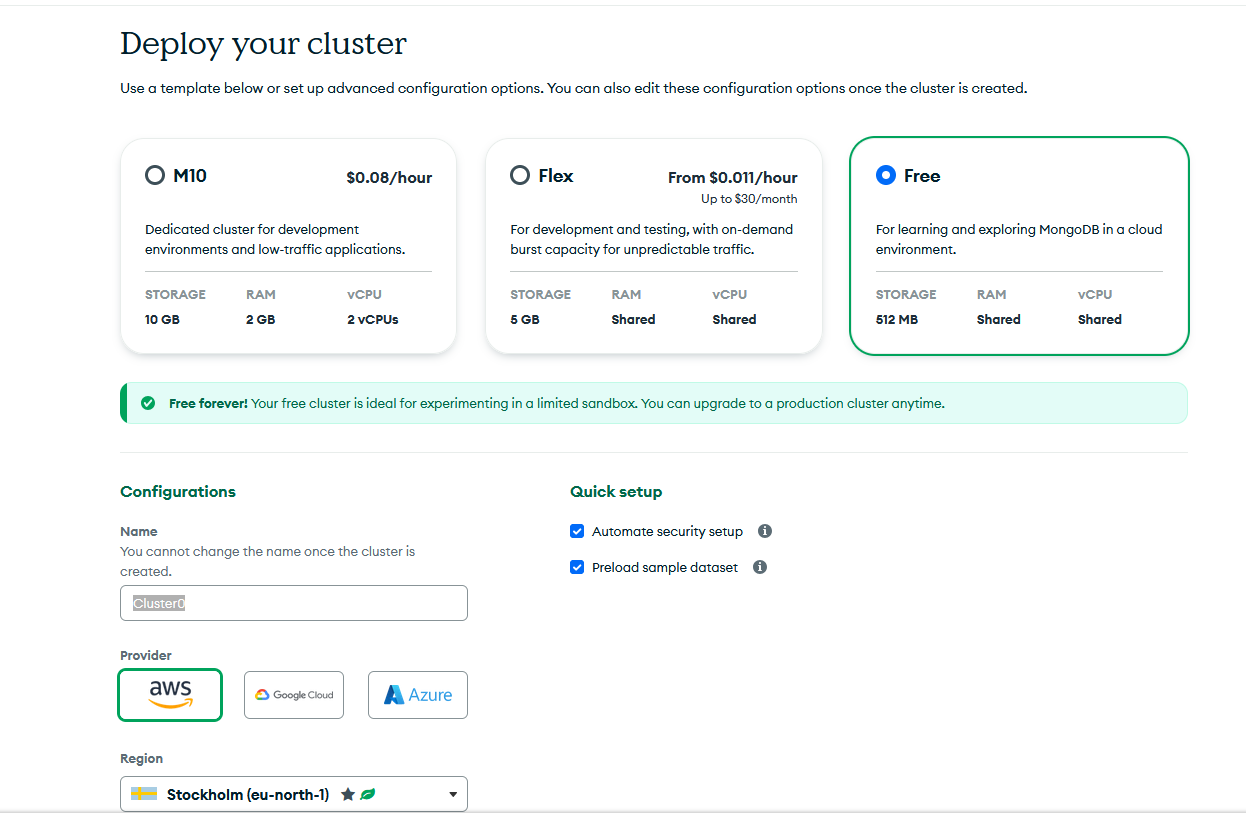 Deploy your cluster
Use a template below or set up advanced configuration options. You can also edit these configuration options once the cluster is created.
M10
$0.08/hour
Dedicated cluster for development
environments and low-traffic applications.
STORAGE RAM vCPU
10 GB 2 GB 2 vCPUs
Flex
From $0.011/hour
Up to $30/month
For development and testing, with on-demand
burst capacity for unpredictable traffic.
STORAGE RAM vCPU
5 GB Shared Shared
Free
For learning and exploring MongoDB in a cloud
environment.
STORAGE RAM vCPU
512 MB Shared Shared
Free forever! Your free cluster is ideal for experimenting in a limited sandbox. You can upgrade to a production cluster anytime.
Configurations
Name
You cannot change the name once the cluster is
created.
Cluster0
Provider
aws
Google Cloud
Azure
Region
Stockholm (eu-north-1)
Quick setup
Automate security setup
Preload sample dataset